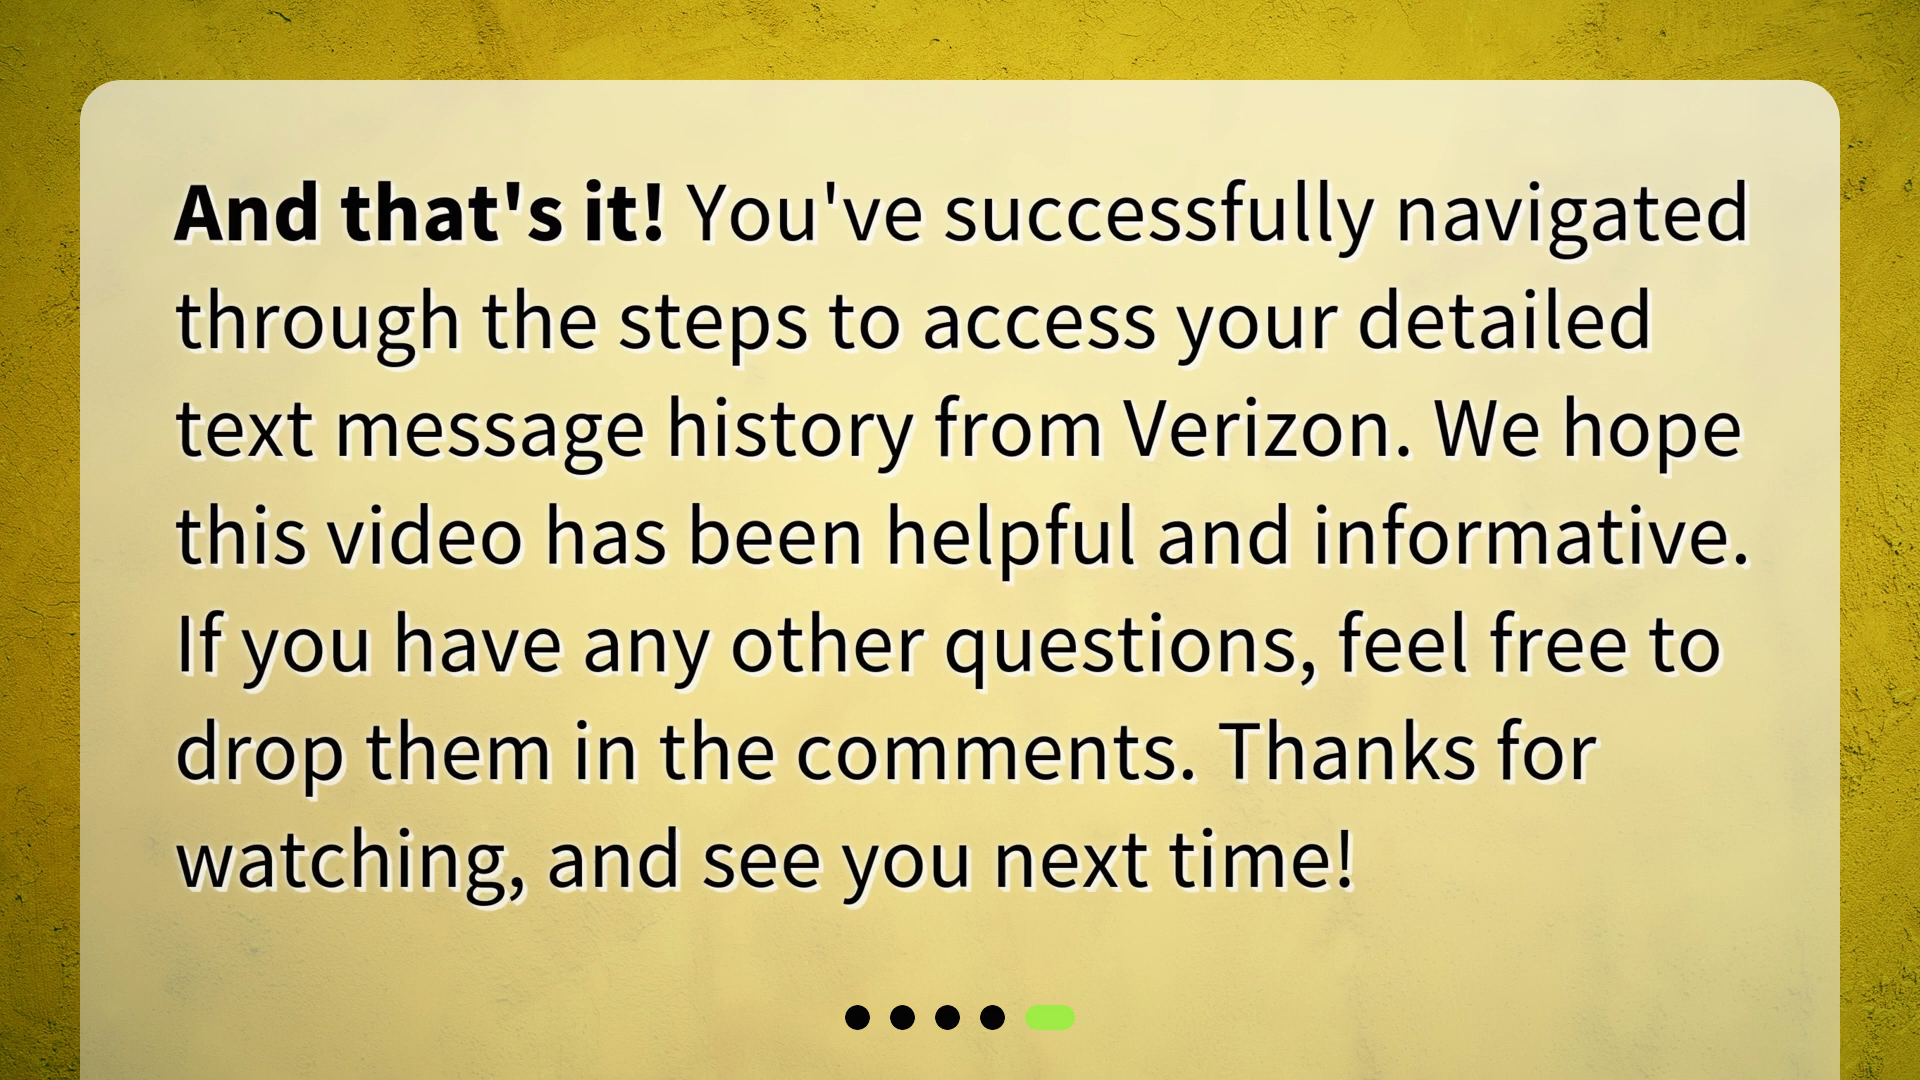 And that's it! You've successfully navigated
through the steps to access your detailed
text message history from Verizon. We hope
this video has been helpful and informative.
If you have any other questions, feel free to
drop them in the comments. Thanks for
watching, and see you next time!